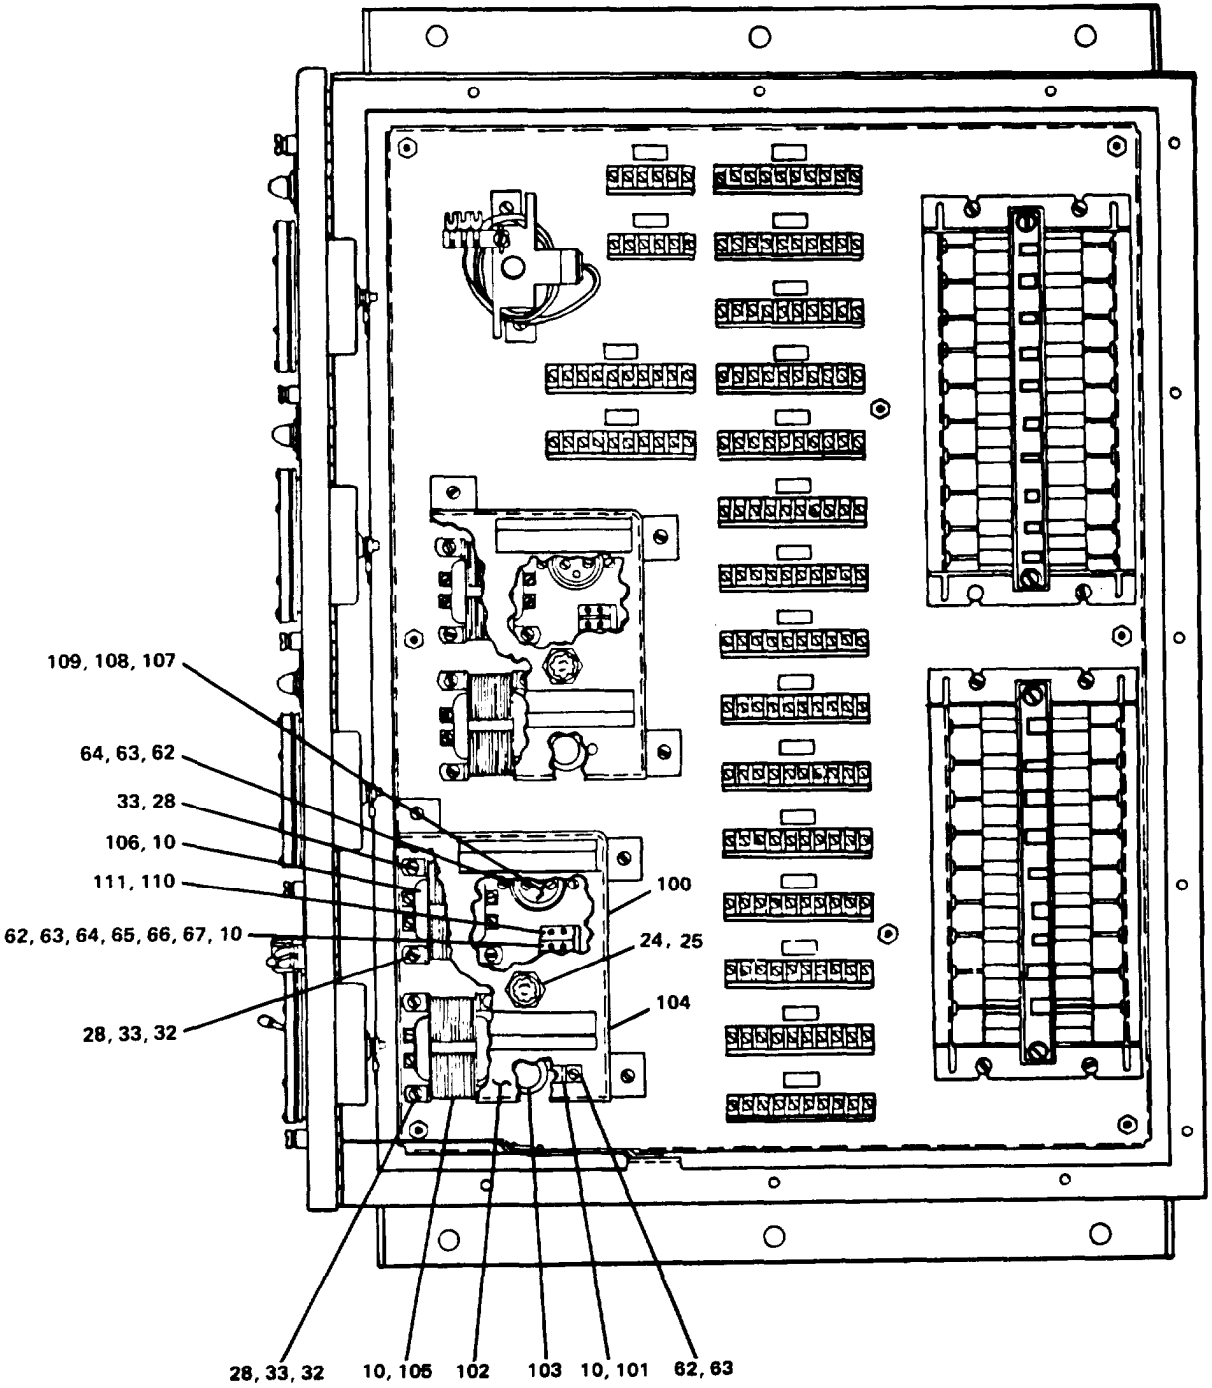 109, 108, 107
64, 63, 62
33, 28
106, 10
111, 110
100
62, 63, 64, 65, 66, 67, 10
24, 25
104
28, 33, 32
28, 33, 32
10, 105
102
103
10, 101
62, 63